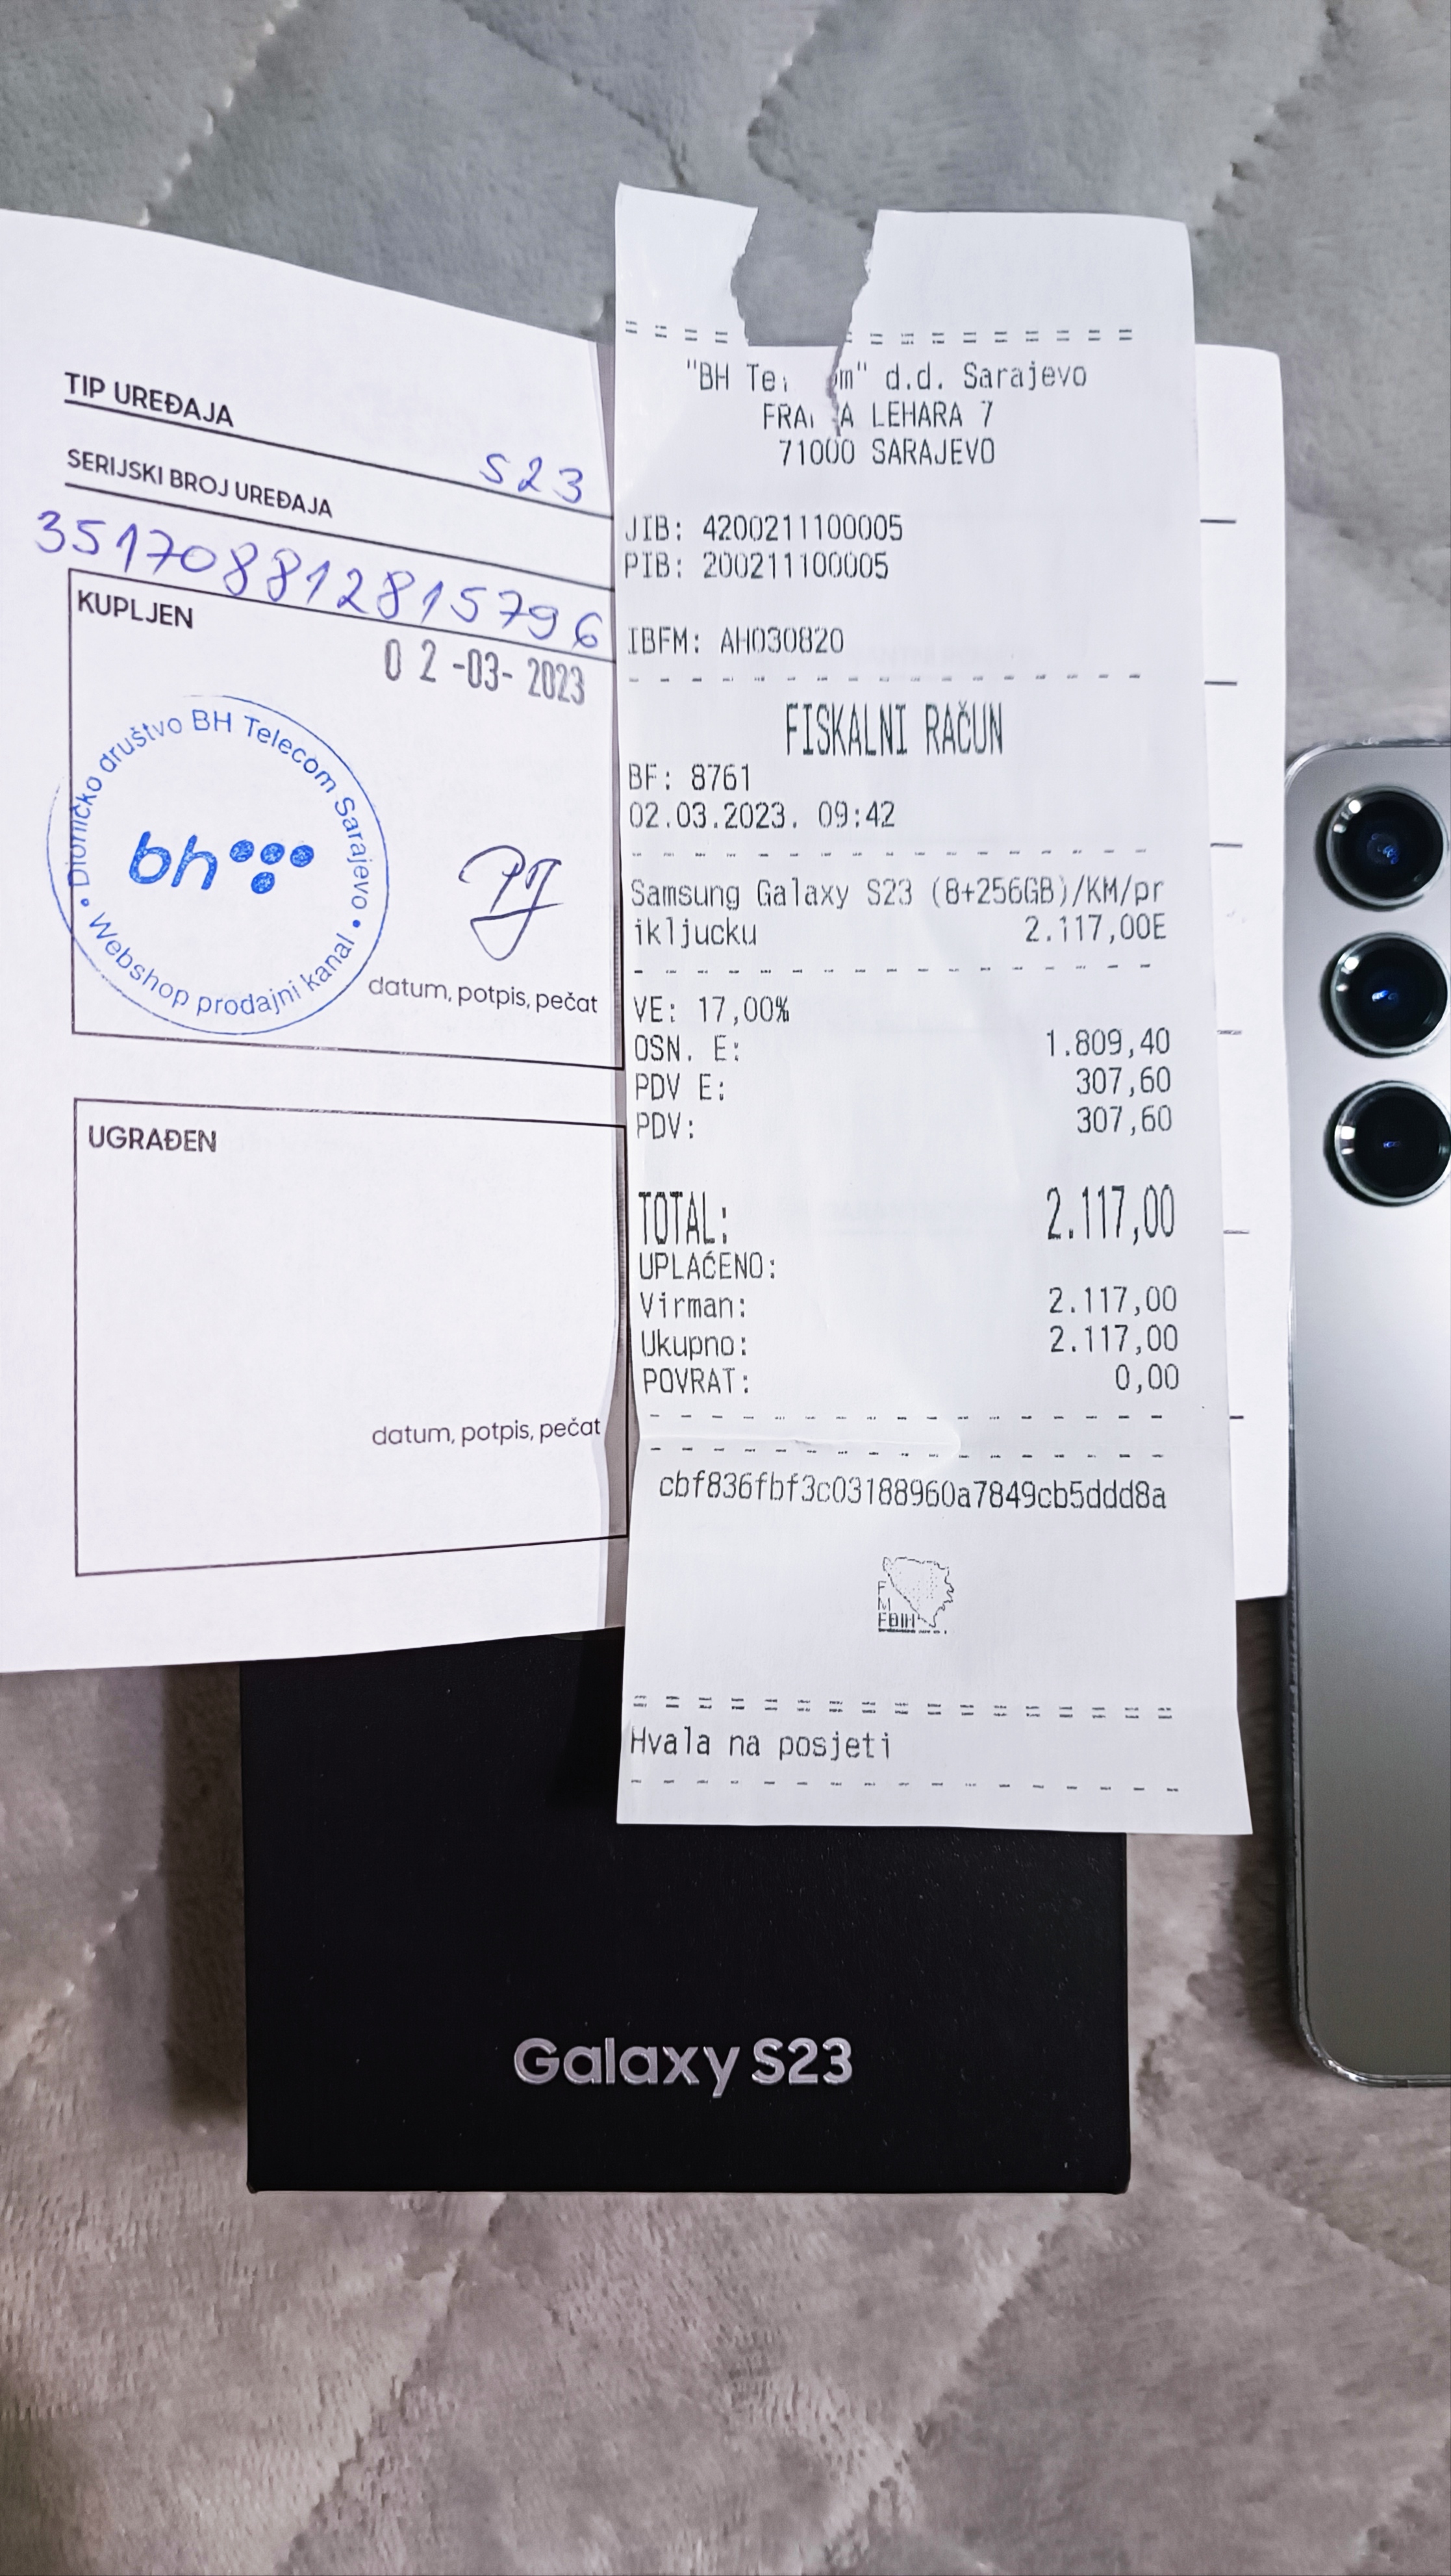 TIP UREĐAJA
S23
SERIJSKI BROJ UREĐAJA
351708812815796
KUPLJEN
02-03-2023
Dioničko društvo BH Telecom Sarajevo
bh
• Webshop prodajni kanal •
datum, potpis, pečat
UGRAĐEN
datum, potpis, pečat
"BH d.d. Sarajevo
LEHARA 7
71000 SARAJEVO
JIB: 4200211100005
PIB: 200211100005
IBFM: AH030820
FISKALNI RAČUN
BF: 8761
02.03.2023. 09:42
Samsung Galaxy S23 (8+256GB)/KM/pr
ikljucku 2.117,00E
VE: 17,00%
OSN. E: 1.809,40
PDV E: 307,60
PDV: 307,60
TOTAL: 2.117,00
UPLAĆENO:
Virman: 2.117,00
Ukupno: 2.117,00
POVRAT: 0,00
cbf836fbf3c03188960a7849cb5ddd8a
F
M
FBIH
Hvala na posjeti
Galaxy S23